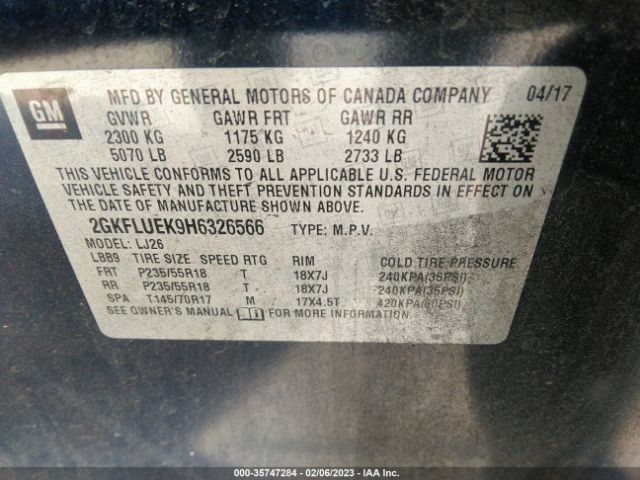 GM
MFD BY GENERAL MOTORS OF CANADA COMPANY 04/17
GVWR GAWR FRT GAWR RR
2300 KG 1175 KG 1240 KG
5070 LB 2590 LB 2733 LB
THIS VEHICLE CONFORMS TO ALL APPLICABLE U.S. FEDERAL MOTOR
VEHICLE SAFETY AND THEFT PREVENTION STANDARDS IN EFFECT ON
THE DATE OF MANUFACTURE SHOWN ABOVE.
2GKFLUEK9H6326566 TYPE: M.P.V.
MODEL: LJ26
LBB9 TIRE SIZE SPEED RTG RIM COLD TIRE PRESSURE
FRT P235/55R18 T 18X7J 240KPA(35PSI)
RR P235/55R18 T 18X7J 240KPA(35PSI)
SPA T145/70R17 M 17X4.5T 420KPA(60PSI)
SEE OWNER'S MANUAL FOR MORE INFORMATION
000-35747284 - 02/06/2023 - IAA Inc.